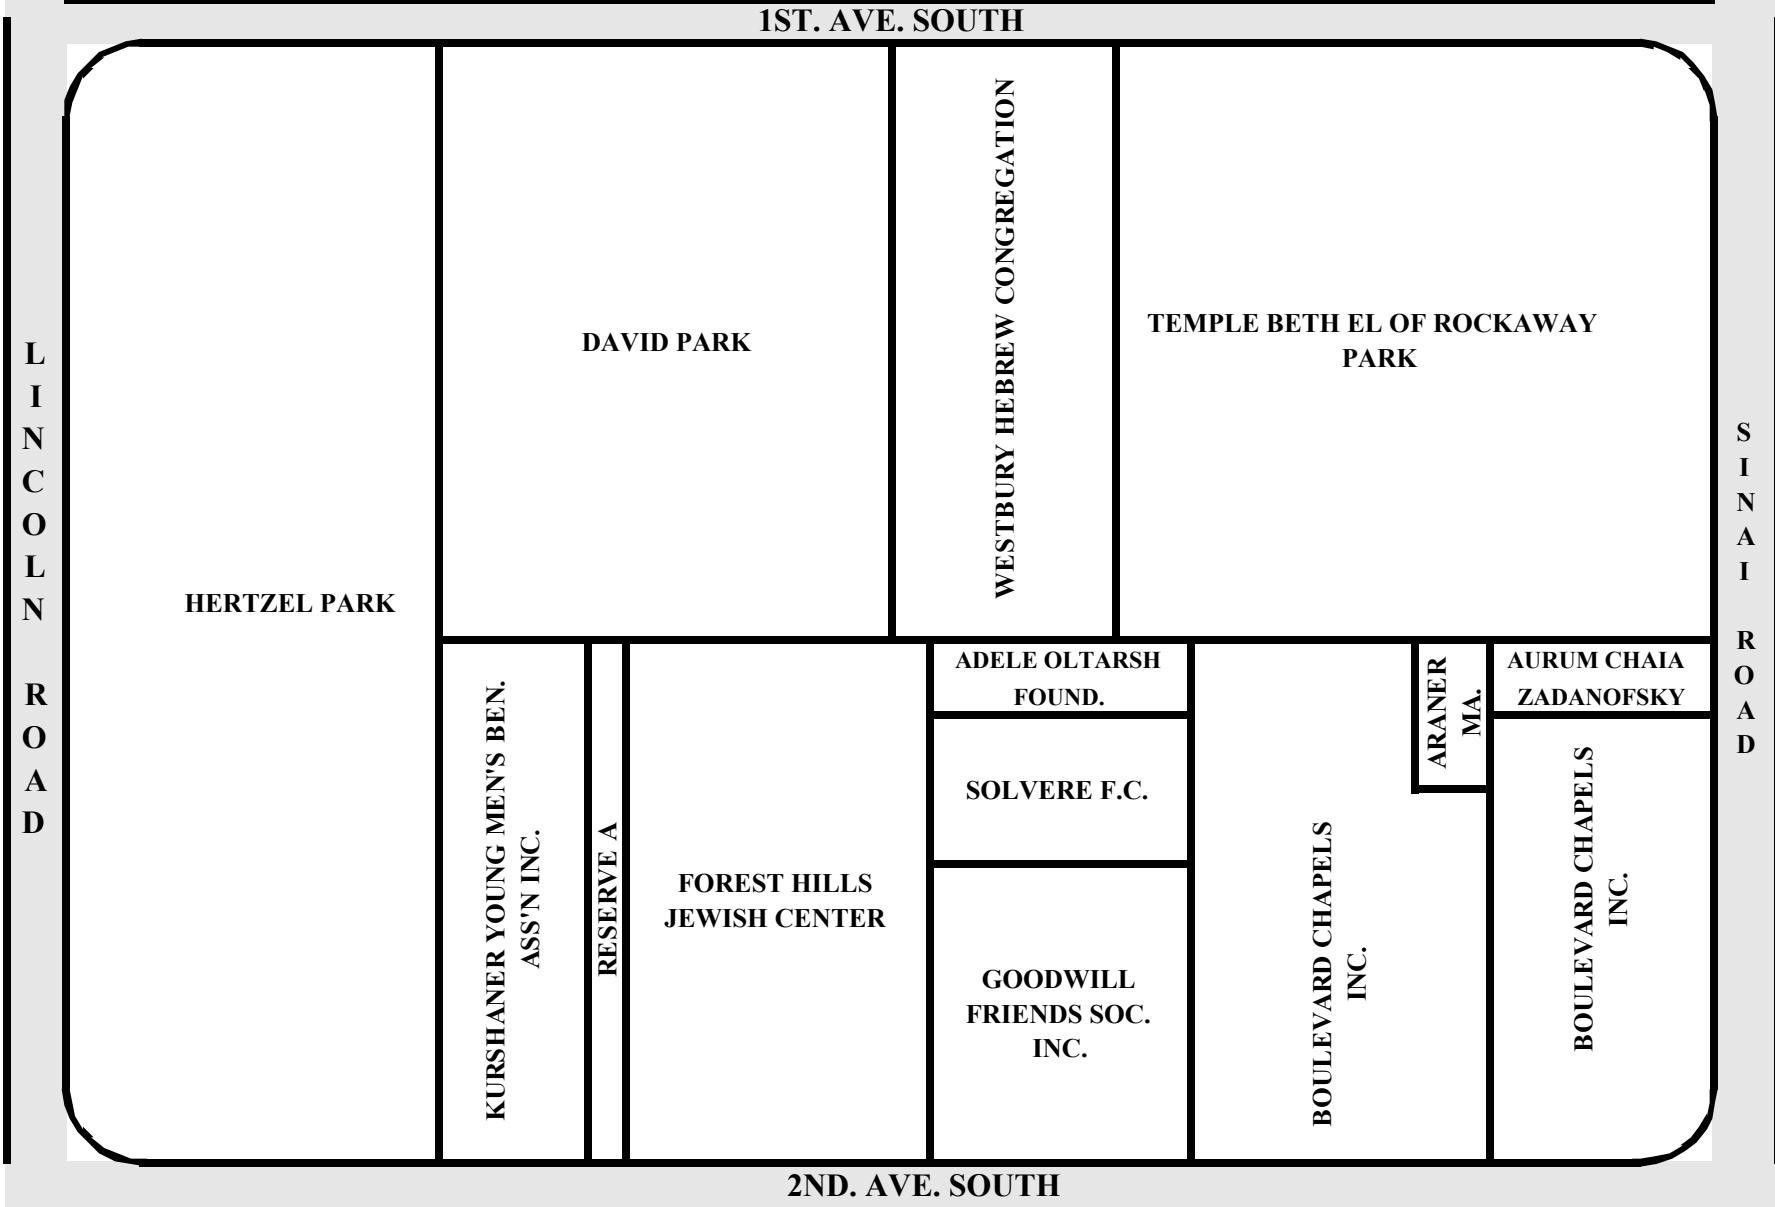 1ST. AVE. SOUTH
LINCOLN ROAD
HERTZEL PARK
DAVID PARK
WESTBURY HEBREW CONGREGATION
TEMPLE BETH EL OF ROCKAWAY
PARK
SINAI ROAD
KURSHANER YOUNG MEN'S BEN.
ASS'N INC.
RESERVE A
FOREST HILLS
JEWISH CENTER
ADELE OLTARSH
FOUND.
SOLVERE F.C.
GOODWILL
FRIENDS SOC.
INC.
BOULEVARD CHAPELS
INC.
ARANER
MA.
AURUM CHAIA
ZADANOFSKY
BOULEVARD CHAPELS
INC.
2ND. AVE. SOUTH